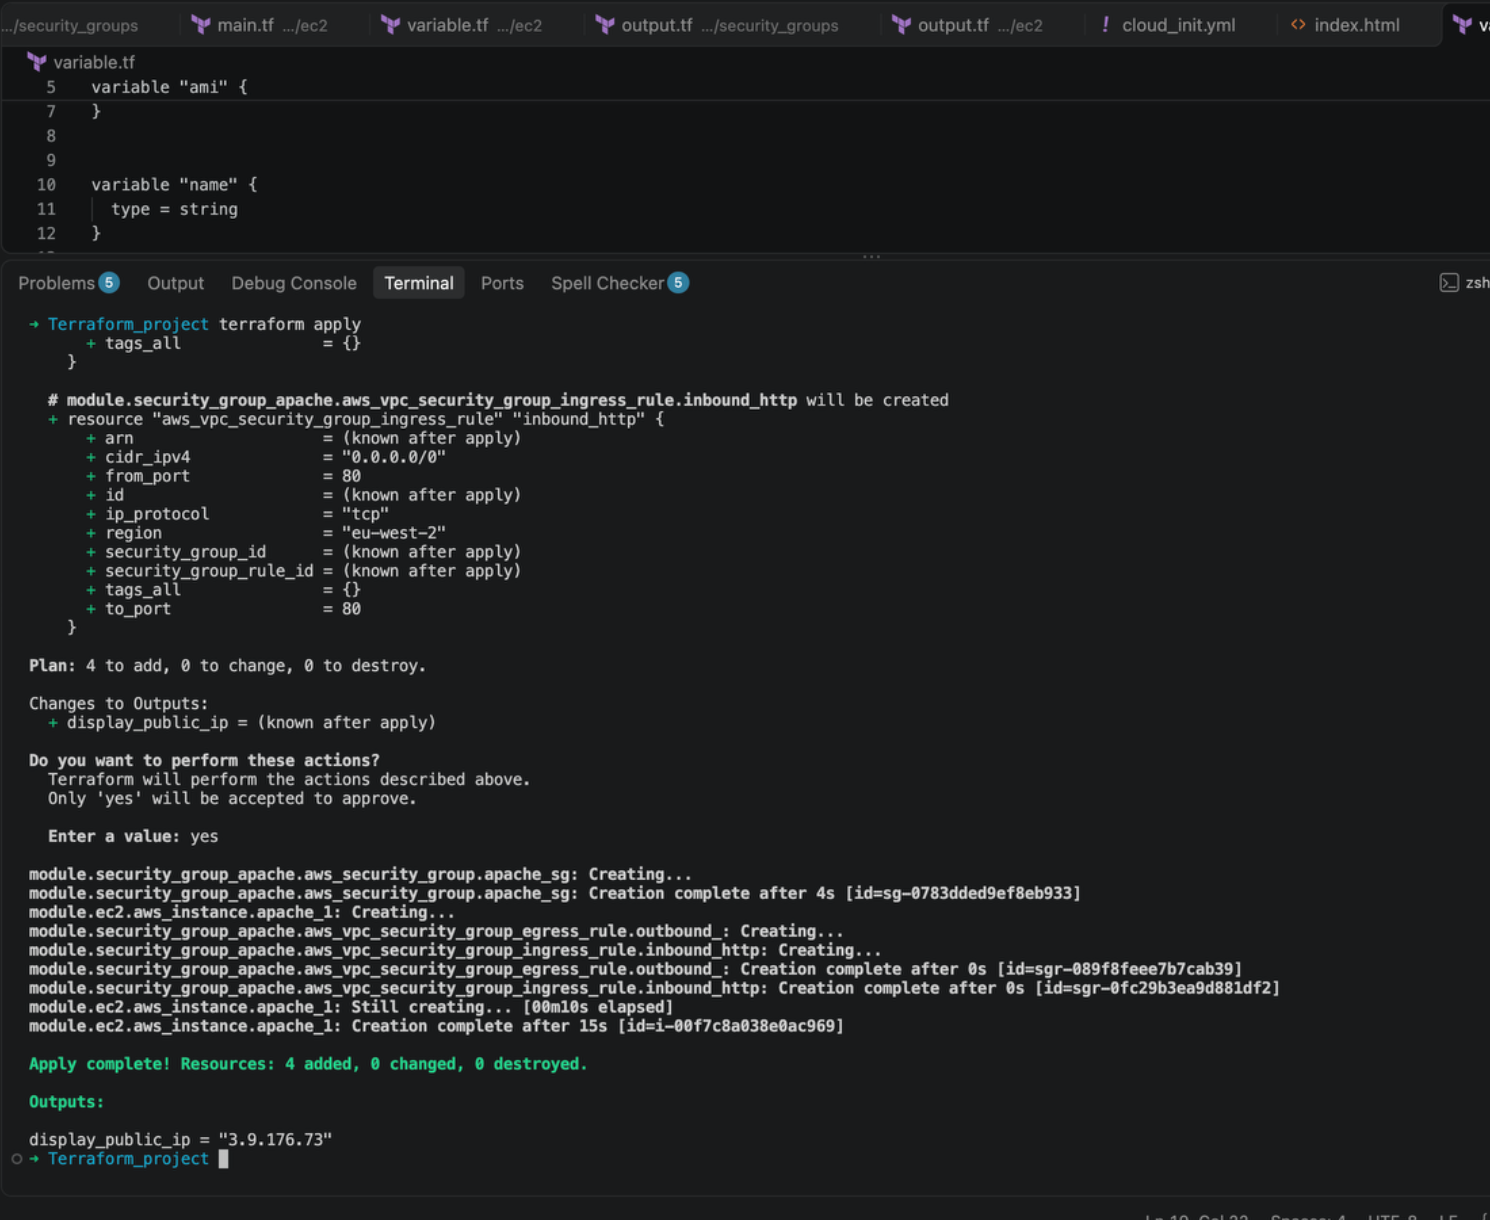 .../security_groups main.tf .../ec2 variable.tf .../ec2 output.tf .../security_groups output.tf .../ec2 ! cloud_init.yml <> index.html
variable.tf
5 variable "ami" {
7 }
8
9
10 variable "name" {
11 type = string
12 }
Problems 5 Output Debug Console Terminal Ports Spell Checker 5 zsh
→ Terraform_project terraform apply
+ tags_all = {}
}
# module.security_group_apache.aws_vpc_security_group_ingress_rule.inbound_http will be created
+ resource "aws_vpc_security_group_ingress_rule" "inbound_http" {
+ arn = (known after apply)
+ cidr_ipv4 = "0.0.0.0/0"
+ from_port = 80
+ id = (known after apply)
+ ip_protocol = "tcp"
+ region = "eu-west-2"
+ security_group_id = (known after apply)
+ security_group_rule_id = (known after apply)
+ tags_all = {}
+ to_port = 80
}
Plan: 4 to add, 0 to change, 0 to destroy.
Changes to Outputs:
+ display_public_ip = (known after apply)
Do you want to perform these actions?
Terraform will perform the actions described above.
Only 'yes' will be accepted to approve.
Enter a value: yes
module.security_group_apache.aws_security_group.apache_sg: Creating...
module.security_group_apache.aws_security_group.apache_sg: Creation complete after 4s [id=sg-0783dded9ef8eb933]
module.ec2.aws_instance.apache_1: Creating...
module.security_group_apache.aws_vpc_security_group_egress_rule.outbound_: Creating...
module.security_group_apache.aws_vpc_security_group_ingress_rule.inbound_http: Creating...
module.security_group_apache.aws_vpc_security_group_egress_rule.outbound_: Creation complete after 0s [id=sgr-089f8feee7b7cab39]
module.security_group_apache.aws_vpc_security_group_ingress_rule.inbound_http: Creation complete after 0s [id=sgr-0fc29b3ea9d881df2]
module.ec2.aws_instance.apache_1: Still creating... [00m10s elapsed]
module.ec2.aws_instance.apache_1: Creation complete after 15s [id=i-00f7c8a038e0ac969]
Apply complete! Resources: 4 added, 0 changed, 0 destroyed.
Outputs:
display_public_ip = "3.9.176.73"
→ Terraform_project